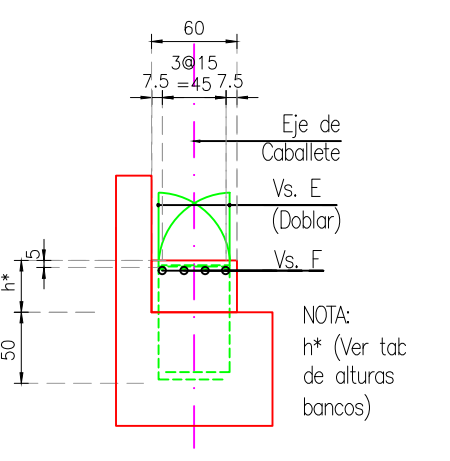 60
3@15
7.5 =45 7.5
Eje de
Caballete
Vs. E
(Doblar)
Vs. F
5
h*
50
NOTA:
h* (Ver tab
de alturas
bancos)